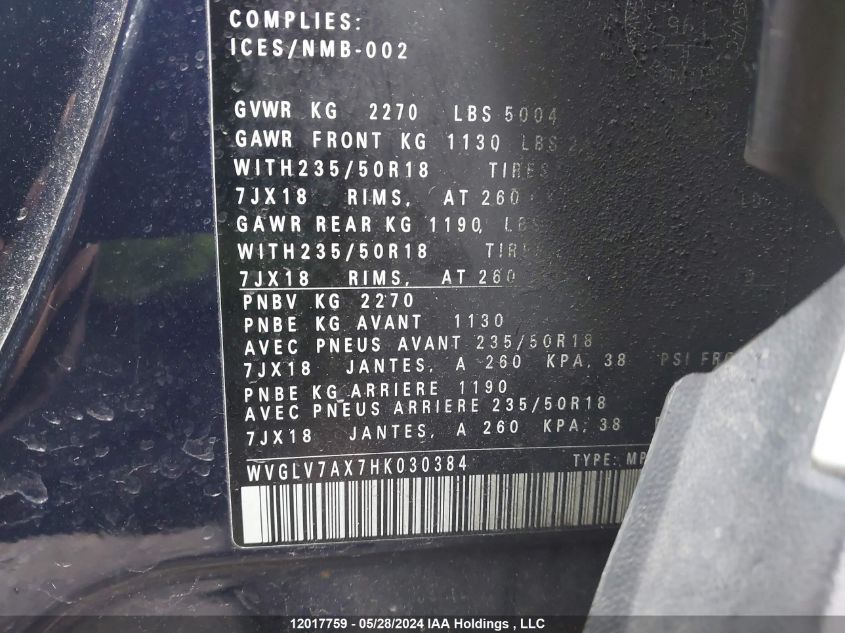 COMPLIES:
ICES/NMB-002
GVWR KG 2270 LBS 5004
GAWR FRONT KG 1130 LBS
WITH235/50R18 TIRES
7JX18 RIMS, AT 260
GAWR REAR KG 1190, LBS
WITH235/50R18
7JX18 RIMS, AT 260
PNBV KG 2270
PNBE KG AVANT 1130
AVEC PNEUS AVANT 235/50R18
7JX18 JANTES, A 260 KPA, 38 PSI
PNBE KG ARRIERE 1190
AVEC PNEUS ARRIERE 235/50R18
7JX18 JANTES, A 260 KPA, 38
WVGLV7AX7HK030384 TYPE: MP
12017759 - 05/28/2024 IAA Holdings , LLC